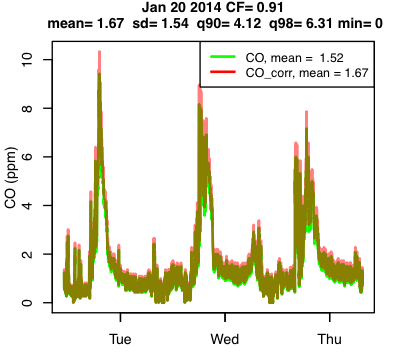 Jan 20 2014 CF= 0.91
mean= 1.67 sd= 1.54 q90= 4.12 q98= 6.31 min= 0
CO, mean = 1.52
CO_corr, mean = 1.67
CO (ppm)
10
8
6
4
2
0
Tue Wed Thu